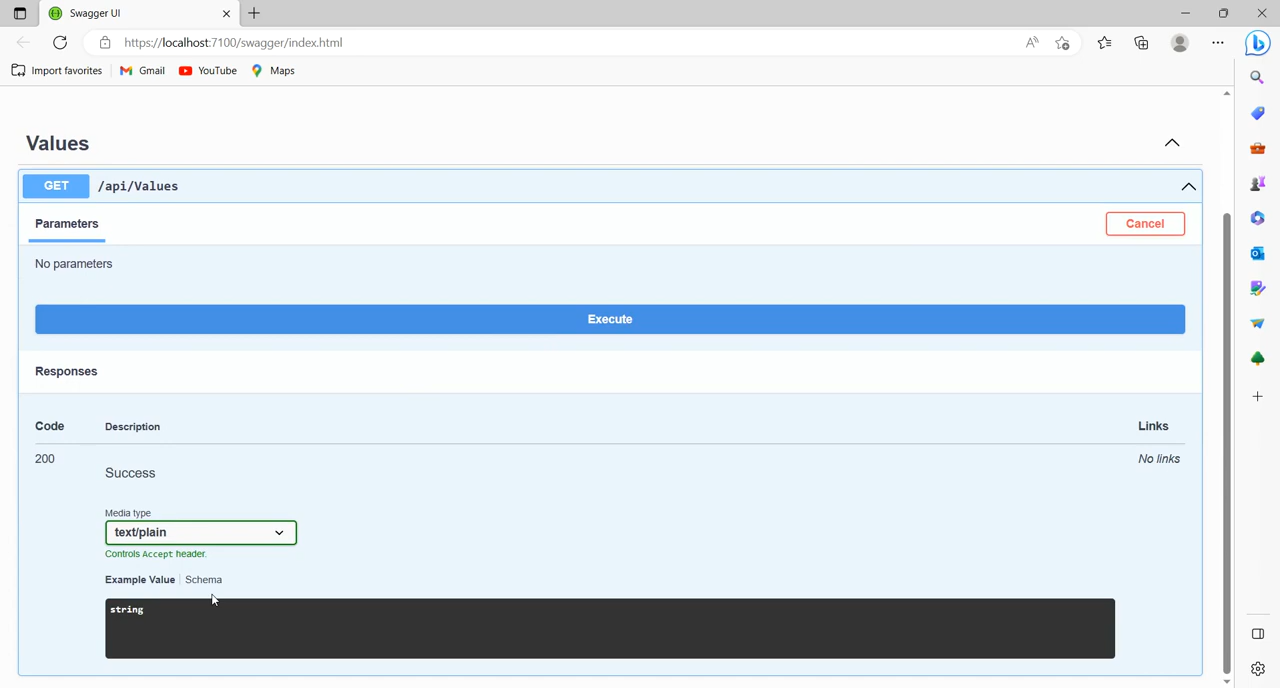 Swagger UI
https://localhost:7100/swagger/index.html
Import favorites Gmail YouTube Maps
Values
GET /api/Values
Parameters Cancel
No parameters
Execute
Responses
Code Description Links
200 Success No links
Media type
text/plain
Controls Accept header.
Example Value Schema
string